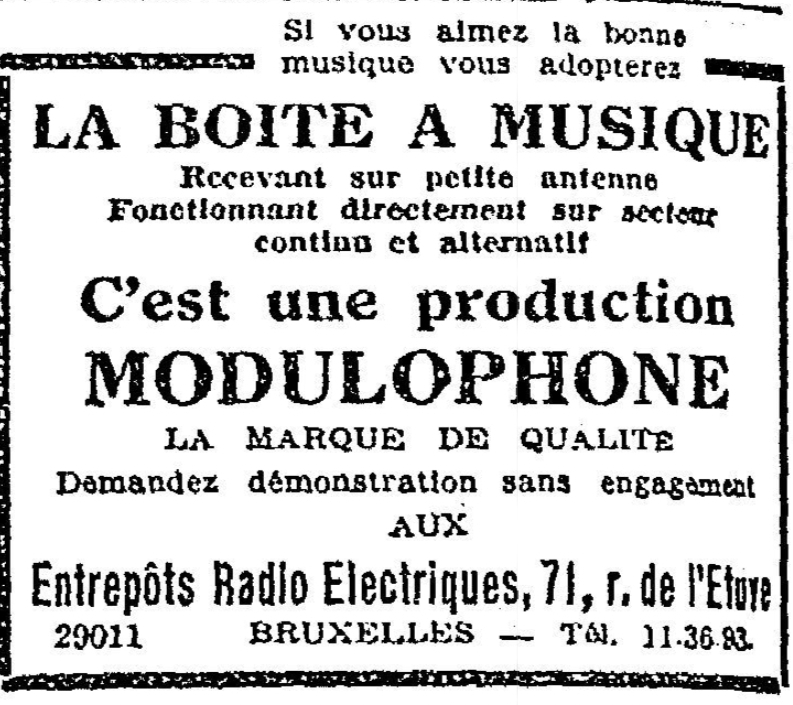 Si vous aimez la bonne
musique vous adopterez
LA BOITE A MUSIQUE
Recevant sur petite antenne
Fonctionnant directement sur secteur
continu et alternatif
C'est une production
MODULOPHONE
LA MARQUE DE QUALITE
Demandez démonstration sans engagement
AUX
Entrepôts Radio Electriques, 71, r. de l'Etuve
29011 BRUXELLES — Tél. 11.36.93.